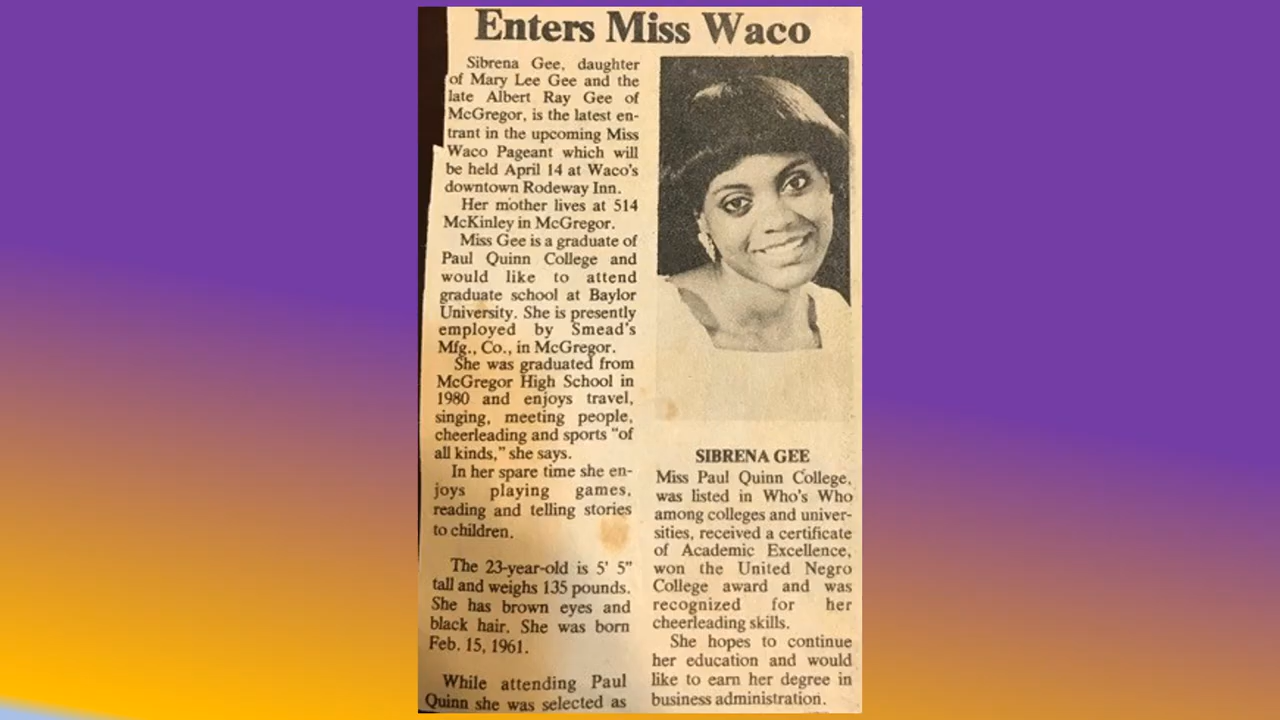 Enters Miss Waco
Sibrena Gee, daughter
of Mary Lee Gee and the
late Albert Ray Gee of
McGregor, is the latest en-
trant in the upcoming Miss
Waco Pageant which will
be held April 14 at Waco's
downtown Rodeway Inn.
Her mother lives at 514
McKinley in McGregor.
Miss Gee is a graduate of
Paul Quinn College and
would like to attend
graduate school at Baylor
University. She is presently
employed by Smead's
Mfg., Co., in McGregor.
She was graduated from
McGregor High School in
1980 and enjoys travel,
singing, meeting people,
cheerleading and sports "of
all kinds," she says.
In her spare time she en-
joys playing games,
reading and telling stories
to children.
The 23-year-old is 5' 5"
tall and weighs 135 pounds.
She has brown eyes and
black hair. She was born
Feb. 15, 1961.
While attending Paul
Quinn she was selected as
SIBRENA GEE
Miss Paul Quinn College,
was listed in Who's Who
among colleges and univer-
sities, received a certificate
of Academic Excellence,
won the United Negro
College award and was
recognized for her
cheerleading skills.
She hopes to continue
her education and would
like to earn her degree in
business administration.